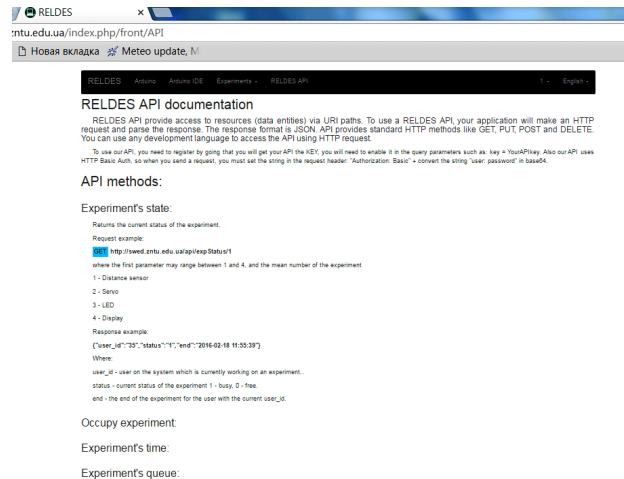 RELDES ×
zntu.edu.ua/index.php/front/API
Новая вкладка Meteo update, М
RELDES Arduino Arduino IDE Experiments RELDES API 1 English
RELDES API documentation
RELDES API provide access to resources (data entities) via URI paths. To use a RELDES API, your application will make an HTTP
request and parse the response. The response format is JSON. API provides standard HTTP methods like GET, PUT, POST and DELETE.
You can use any development language to access the API using HTTP request.
To use our API, you need to register by going that you will get your API the KEY, you will need to enable it in the query parameters such as: key = YourAPIkey. Also our API uses
HTTP Basic Auth, so when you send a request, you must set the string in the request header: "Authorization: Basic" + convert the string "user: password" in base64.
API methods:
Experiment's state:
Returns the current status of the experiment.
Request example:
GET http://swed.zntu.edu.ua/api/expStatus/1
where the first parameter may range between 1 and 4, and the mean number of the experiment
1 - Distance sensor
2 - Servo
3 - LED
4 - Display
Response example:
{"user_id":"35","status":"1","end":"2016-02-18 11:55:39"}
Where:
user_id - user on the system which is currently working on an experiment..
status - current status of the experiment 1 - busy, 0 - free.
end - the end of the experiment for the user with the current user_id.
Occupy experiment:
Experiment's time:
Experiment's queue: